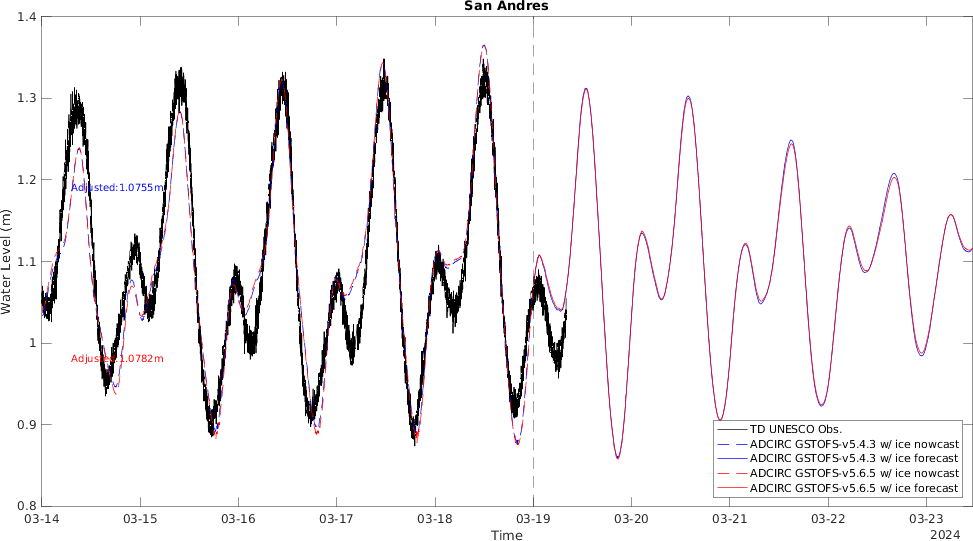 San Andres
Water Level (m)
1.4
1.3
1.2
1.1
1
0.9
0.8
Adjusted:1.0755m
Adjusted:1.0782m
TD UNESCO Obs.
ADCIRC GSTOFS-v5.4.3 w/ ice nowcast
ADCIRC GSTOFS-v5.4.3 w/ ice forecast
ADCIRC GSTOFS-v5.6.5 w/ ice nowcast
ADCIRC GSTOFS-v5.6.5 w/ ice forecast
03-14 03-15 03-16 03-17 03-18 03-19 03-20 03-21 03-22 03-23
Time
2024